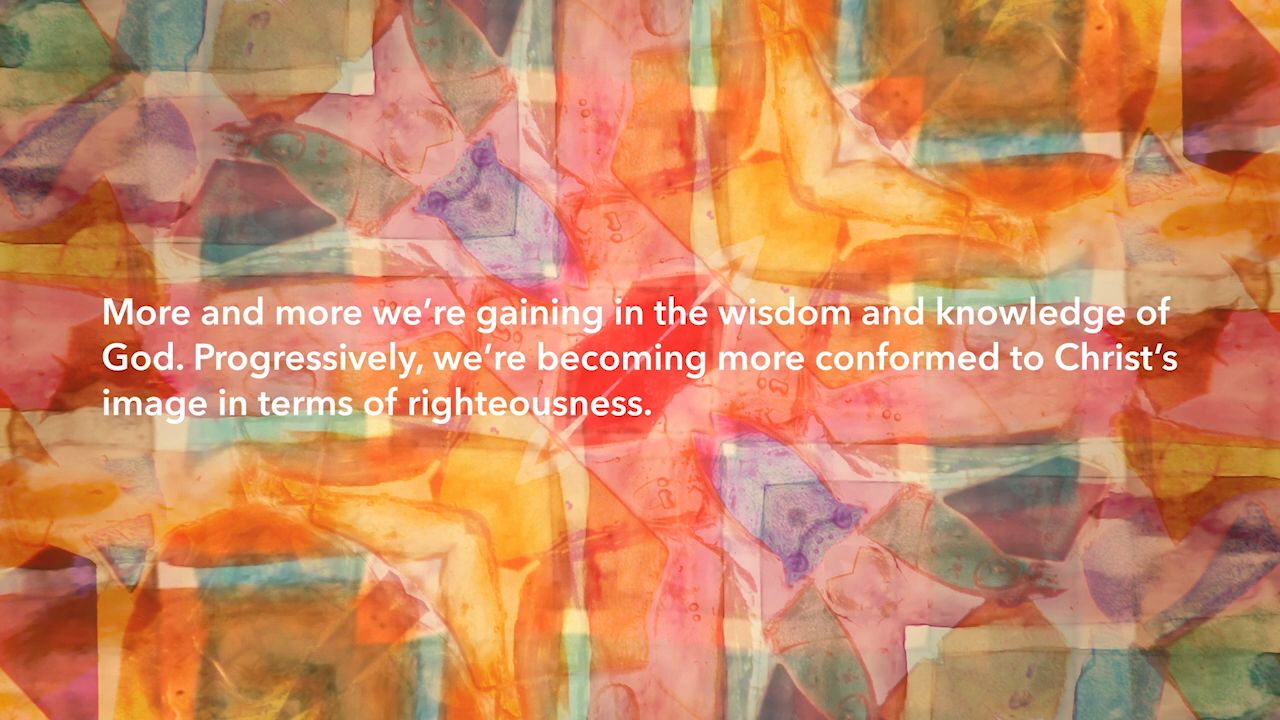 More and more we’re gaining in the wisdom and knowledge of
God. Progressively, we’re becoming more conformed to Christ’s
image in terms of righteousness.